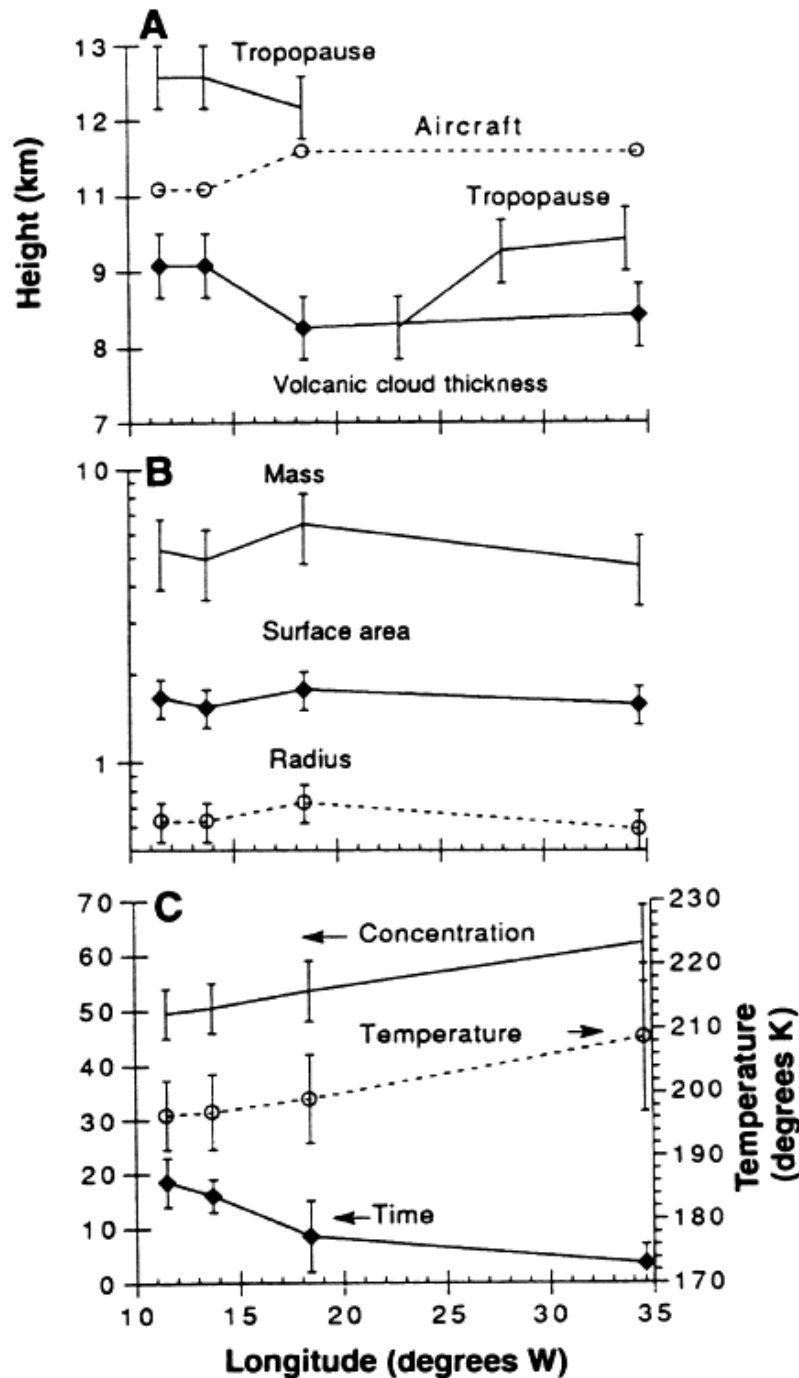 A
13
Tropopause
12
Aircraft
11
Tropopause
10
9
8
Volcanic cloud thickness
7
Height (km)
B
10
Mass
Surface area
1
Radius
C
70
230
Concentration
60
220
50
Temperature
210
40
200
30
190
20
Time
180
10
0
170
Temperature
(degrees K)
10 15 20 25 30 35
Longitude (degrees W)